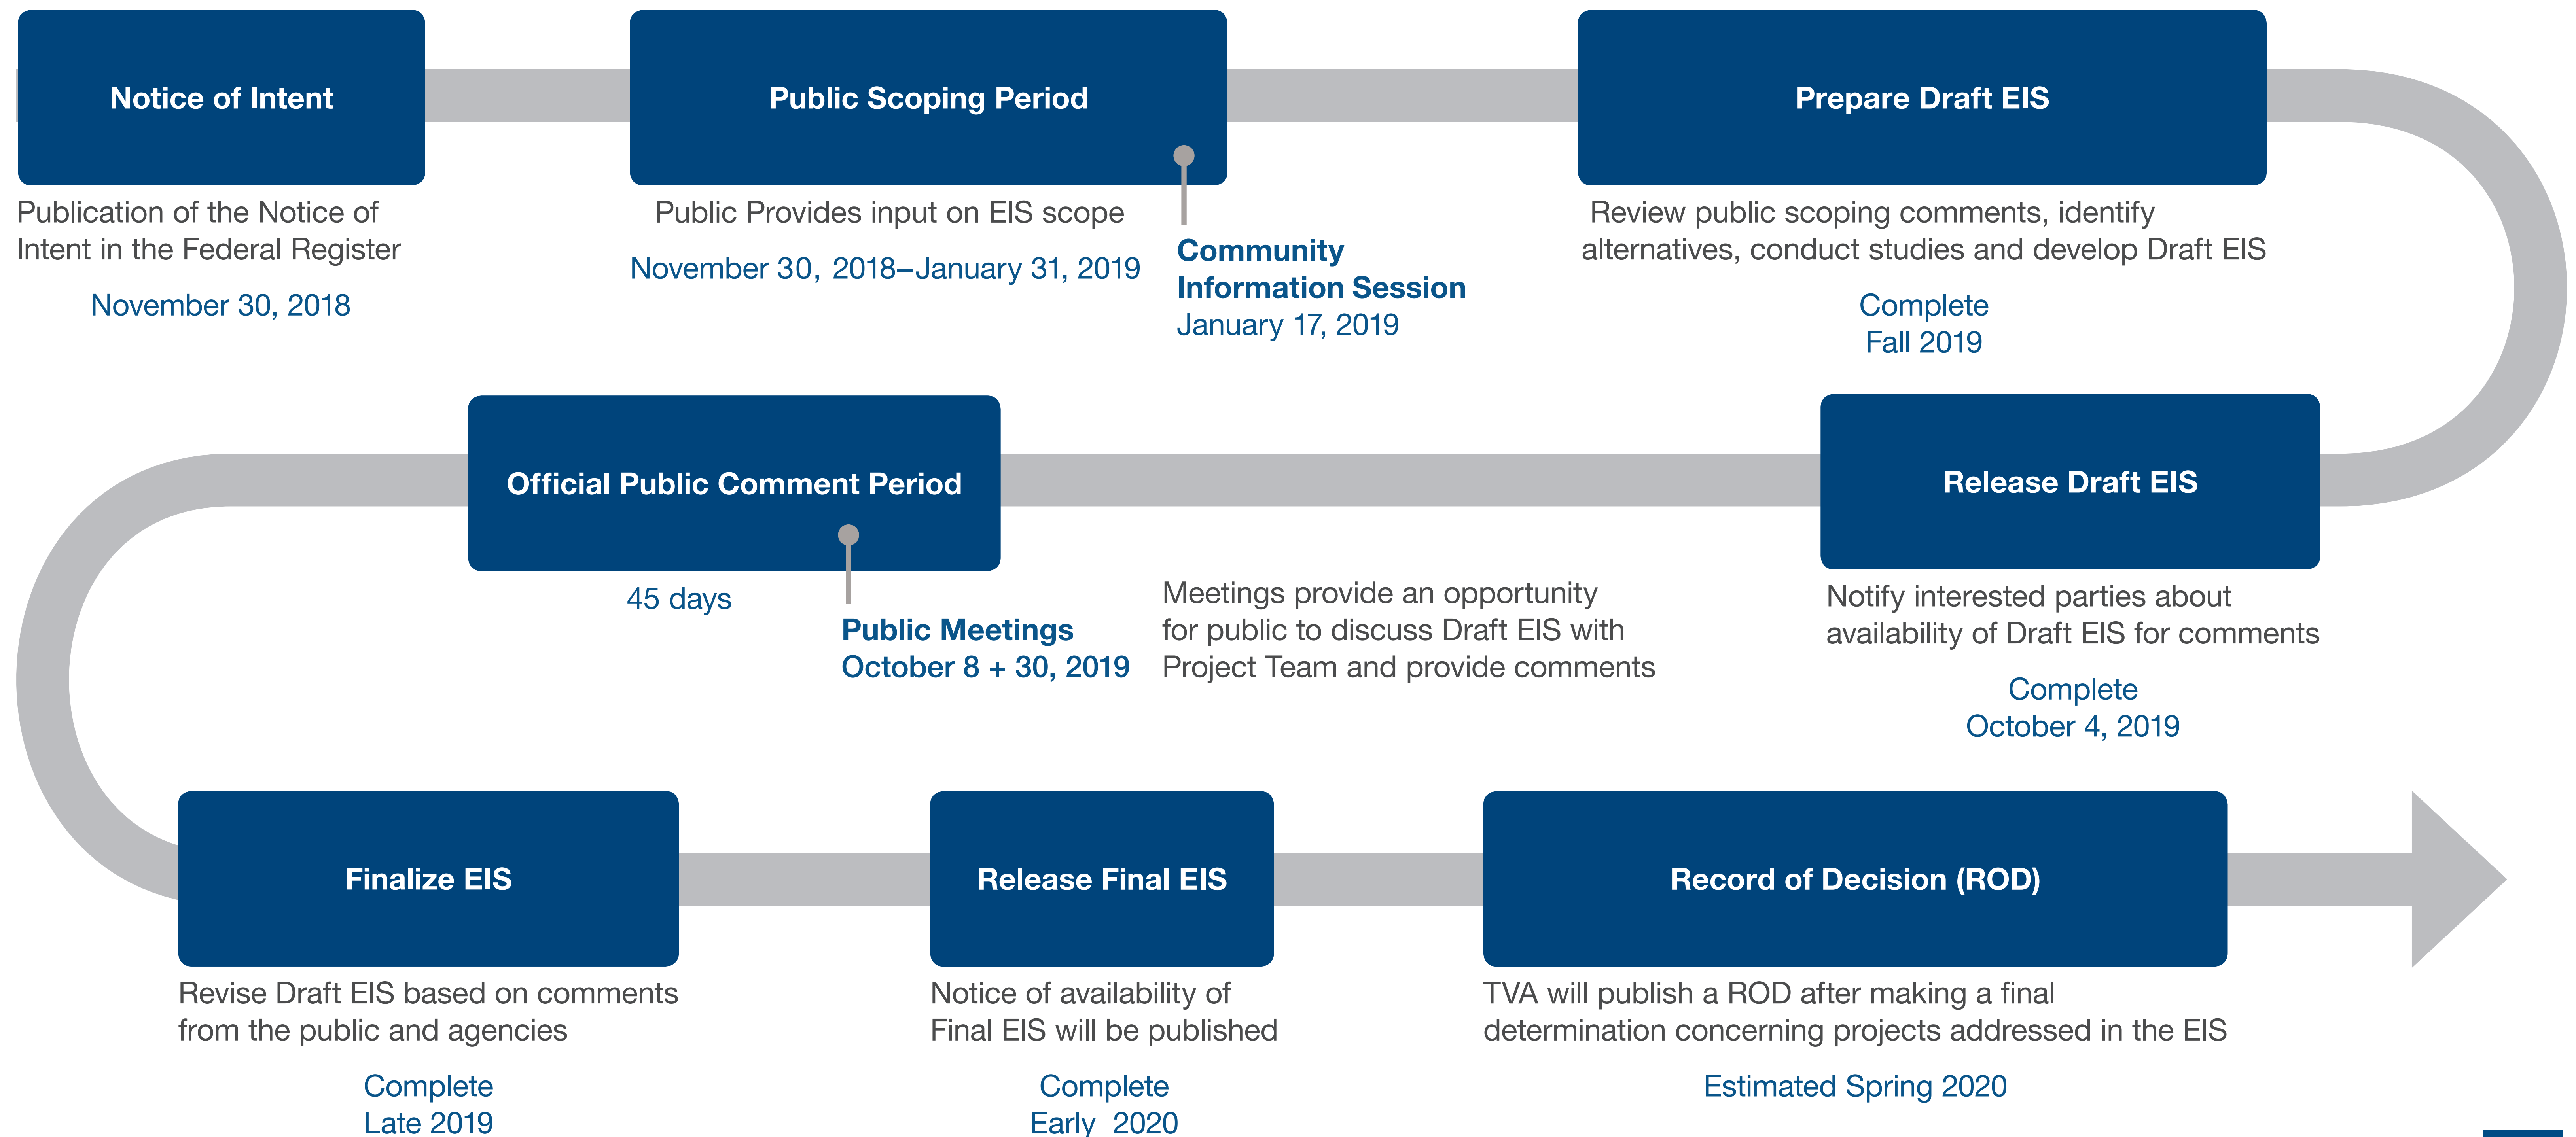 Notice of Intent
Publication of the Notice of
Intent in the Federal Register
November 30, 2018
Public Scoping Period
Public Provides input on EIS scope
November 30, 2018–January 31, 2019
Community
Information Session
January 17, 2019
Prepare Draft EIS
Review public scoping comments, identify
alternatives, conduct studies and develop Draft EIS
Complete
Fall 2019
Release Draft EIS
Notify interested parties about
availability of Draft EIS for comments
Complete
October 4, 2019
Official Public Comment Period
45 days
Public Meetings
October 8 + 30, 2019
Meetings provide an opportunity
for public to discuss Draft EIS with
Project Team and provide comments
Finalize EIS
Revise Draft EIS based on comments
from the public and agencies
Complete
Late 2019
Release Final EIS
Notice of availability of
Final EIS will be published
Complete
Early 2020
Record of Decision (ROD)
TVA will publish a ROD after making a final
determination concerning projects addressed in the EIS
Estimated Spring 2020